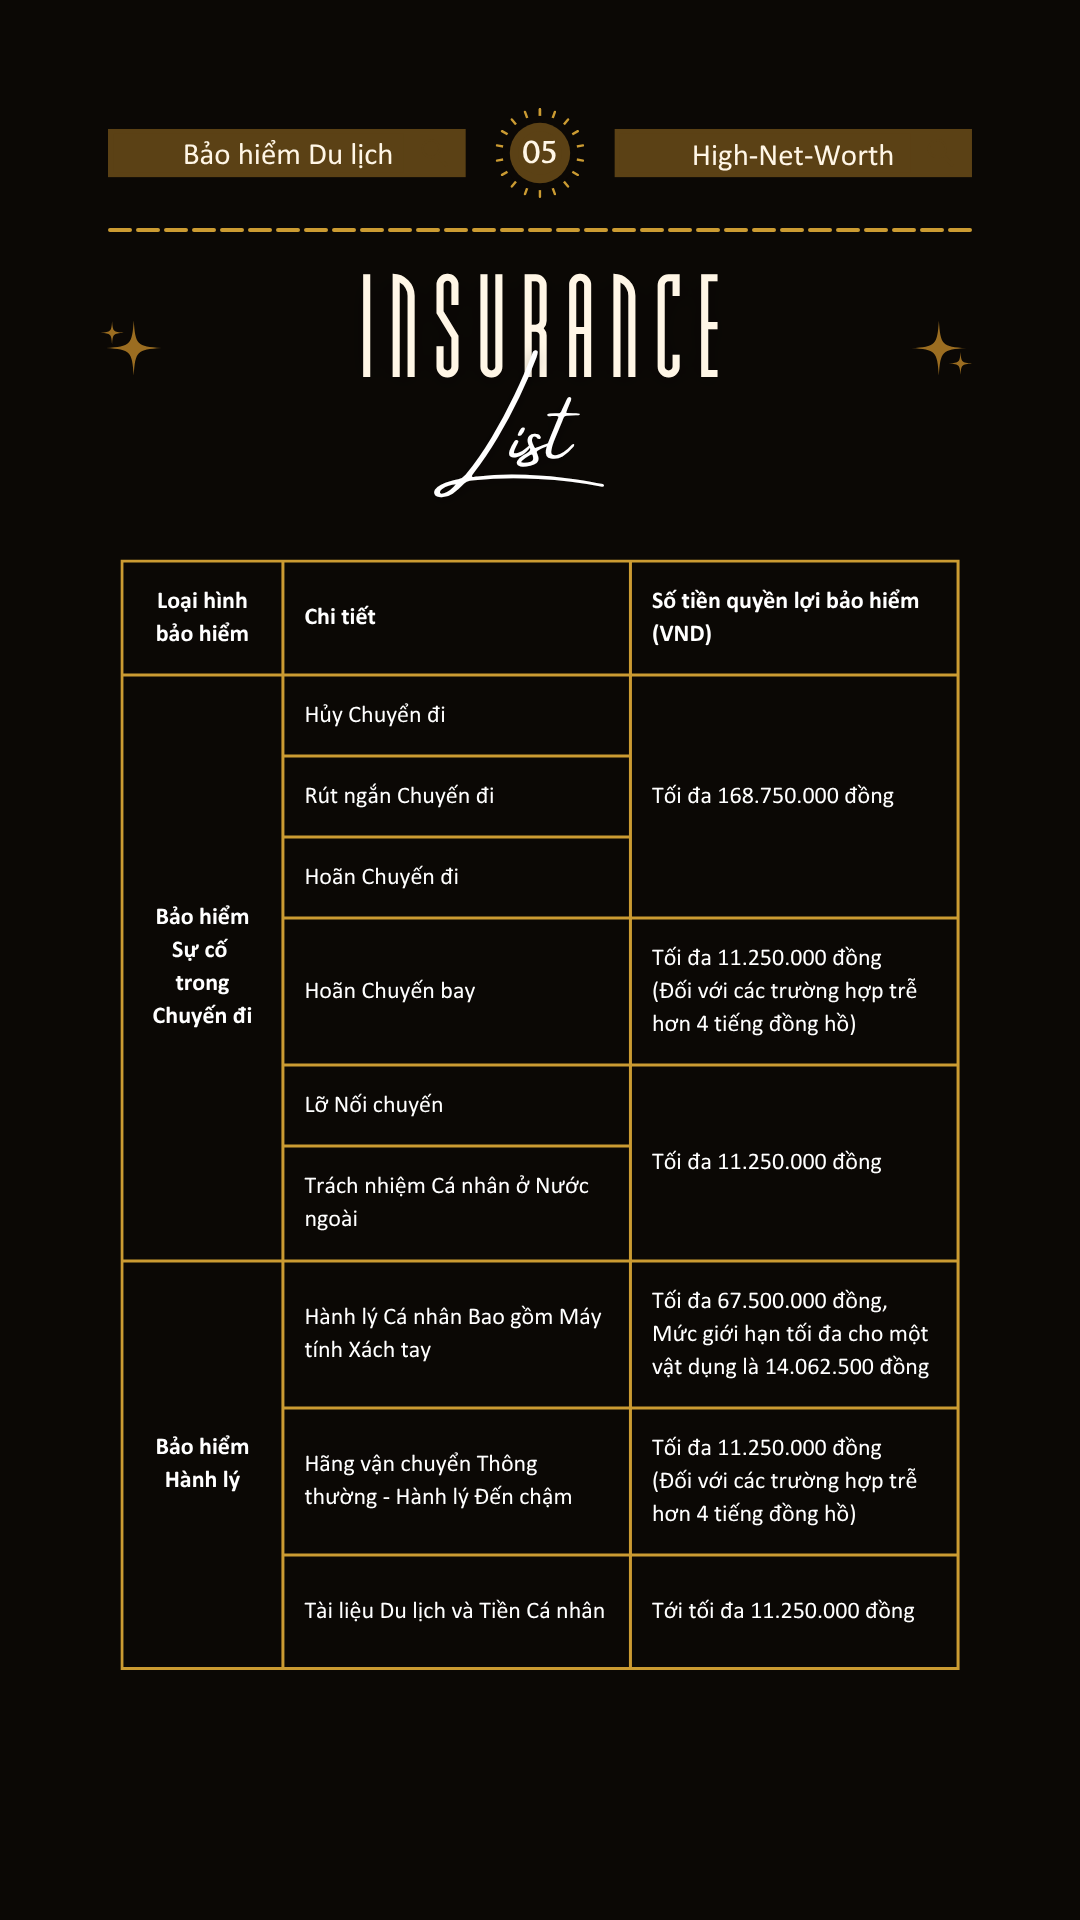 Bảo hiểm Du lịch
05
High-Net-Worth
INSURANCE
List
Loại hình
bảo hiểm
Chi tiết
Số tiền quyền lợi bảo hiểm
(VND)
Bảo hiểm
Sự cố
trong
Chuyến đi
Hủy Chuyển đi
Rút ngắn Chuyến đi
Hoãn Chuyến đi
Tối đa 168.750.000 đồng
Hoãn Chuyến bay
Tối đa 11.250.000 đồng
(Đối với các trường hợp trễ
hơn 4 tiếng đồng hồ)
Lỡ Nối chuyến
Trách nhiệm Cá nhân ở Nước
ngoài
Tối đa 11.250.000 đồng
Bảo hiểm
Hành lý
Hành lý Cá nhân Bao gồm Máy
tính Xách tay
Tối đa 67.500.000 đồng,
Mức giới hạn tối đa cho một
vật dụng là 14.062.500 đồng
Hãng vận chuyển Thông
thường - Hành lý Đến chậm
Tối đa 11.250.000 đồng
(Đối với các trường hợp trễ
hơn 4 tiếng đồng hồ)
Tài liệu Du lịch và Tiền Cá nhân
Tới tối đa 11.250.000 đồng